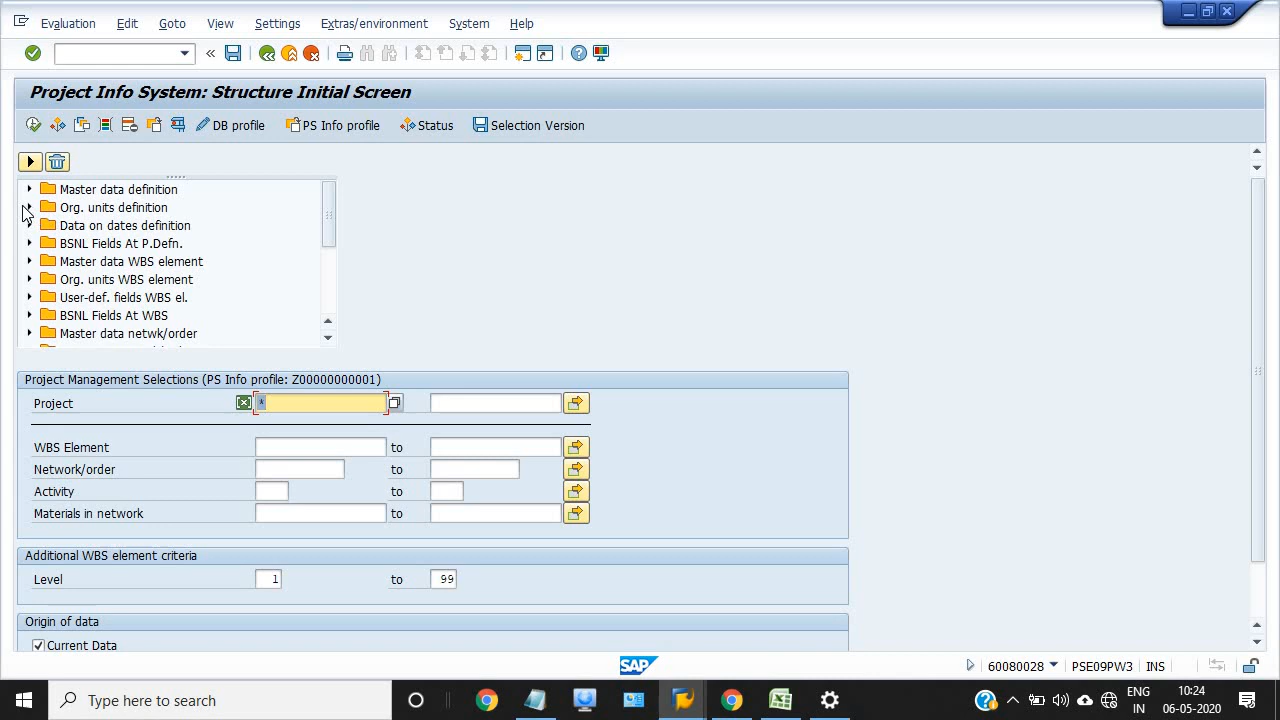 Evaluation Edit Goto View Settings Extras/environment System Help
Project Info System: Structure Initial Screen
DB profile PS Info profile Status Selection Version
Master data definition
Org. units definition
Data on dates definition
BSNL Fields At P.Defn.
Master data WBS element
Org. units WBS element
User-def. fields WBS el.
BSNL Fields At WBS
Master data netwk/order
Project Management Selections (PS Info profile: Z00000000001)
Project *
WBS Element to
Network/order to
Activity to
Materials in network to
Additional WBS element criteria
Level 1 to 99
Origin of data
Current Data
SAP 60080028 PSE09PW3 INS
Type here to search
ENG 10:24
IN 06-05-2020